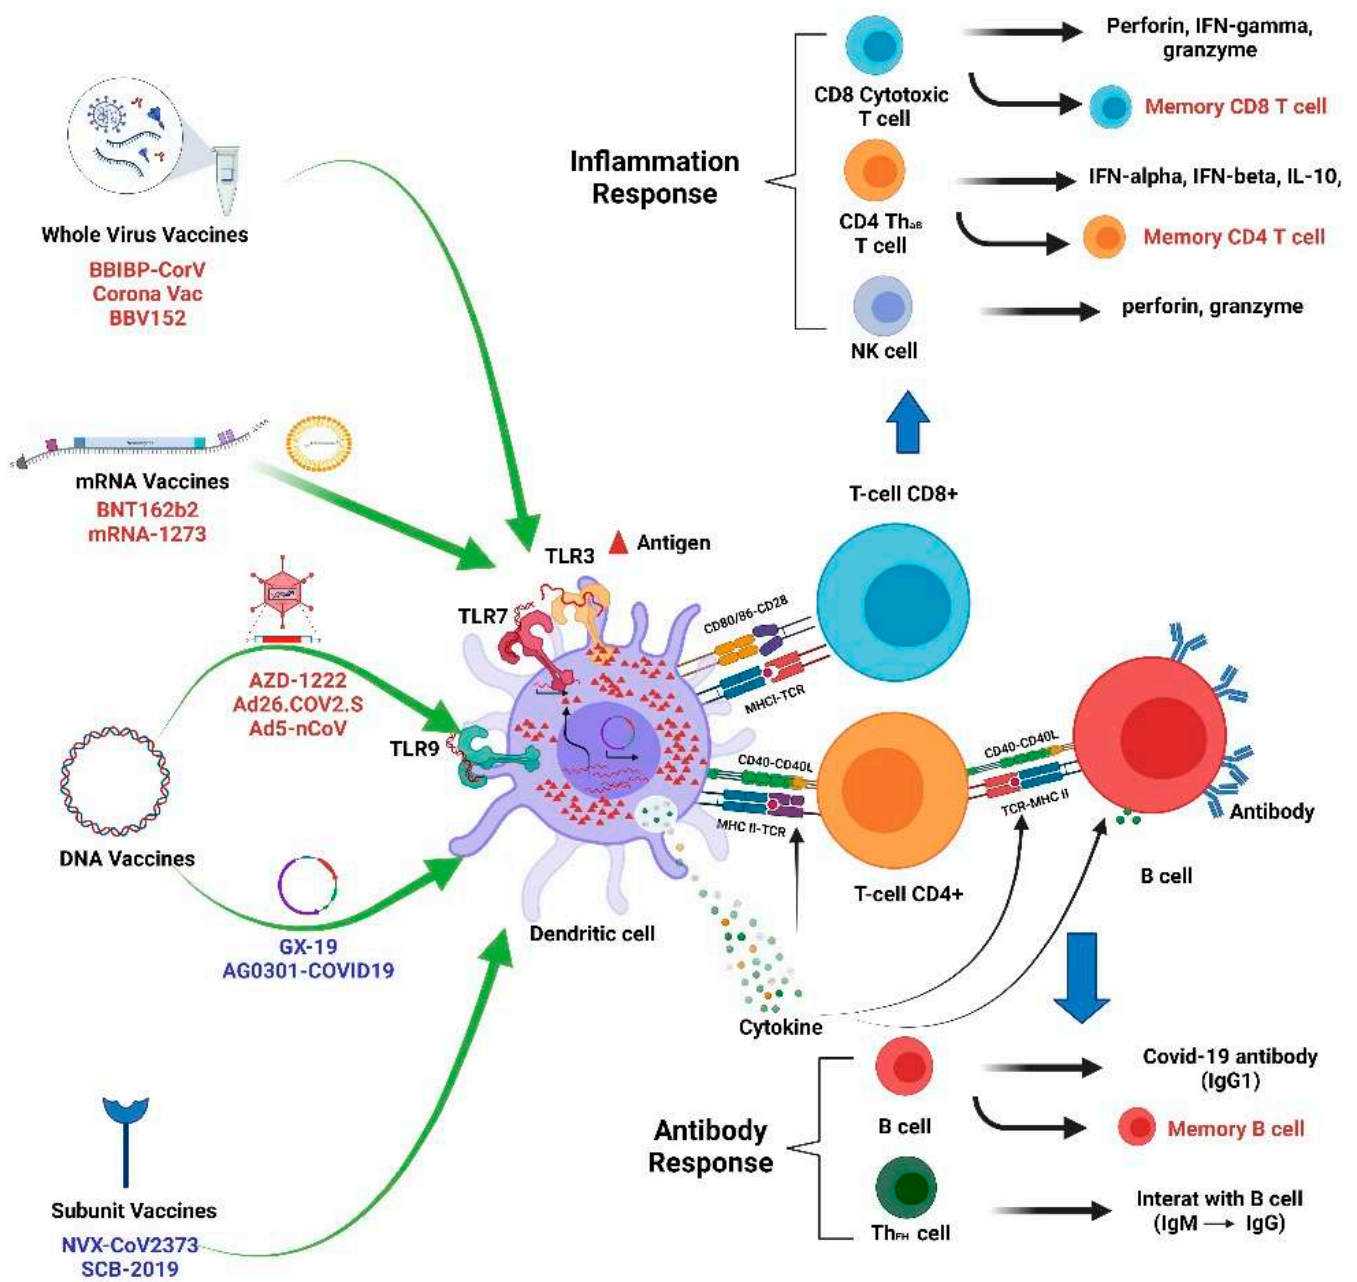 Perforin, IFN-gamma,
granzyme
CD8 Cytotoxic
T cell
Memory CD8 T cell
Inflammation
Response
IFN-alpha, IFN-beta, IL-10,
CD4 ThαB
T cell
Memory CD4 T cell
perforin, granzyme
NK cell
Whole Virus Vaccines
BBIBP-CorV
Corona Vac
BBV152
mRNA Vaccines
BNT162b2
mRNA-1273
T-cell CD8+
TLR3
Antigen
TLR7
CD80/86-CD28
MHCI-TCR
AZD-1222
Ad26.COV2.S
Ad5-nCoV
TLR9
CD40-CD40L
MHC II-TCR
CD40-CD40L
TCR-MHC II
Antibody
DNA Vaccines
T-cell CD4+
B cell
GX-19
AG0301-COVID19
Dendritic cell
Cytokine
Antibody
Response
B cell
Covid-19 antibody
(IgG1)
Memory B cell
ThFH cell
Interat with B cell
(IgM → IgG)
Subunit Vaccines
NVX-CoV2373
SCB-2019